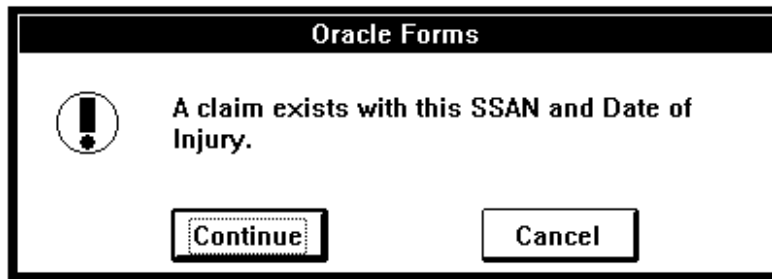 Oracle Forms
A claim exists with this SSAN and Date of
Injury.
Continue
Cancel